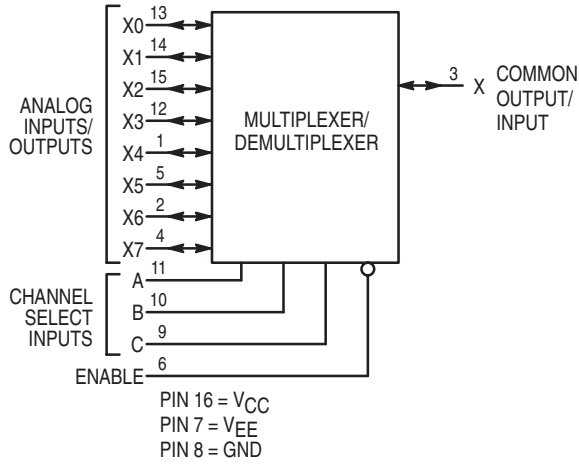 X0 13
X1 14
X2 15
X3 12
X4 1
X5 5
X6 2
X7 4
ANALOG
INPUTS/
OUTPUTS
MULTIPLEXER/
DEMULTIPLEXER
3 X COMMON
OUTPUT/
INPUT
A 11
B 10
C 9
CHANNEL
SELECT
INPUTS
ENABLE 6
PIN 16 = VCC
PIN 7 = VEE
PIN 8 = GND